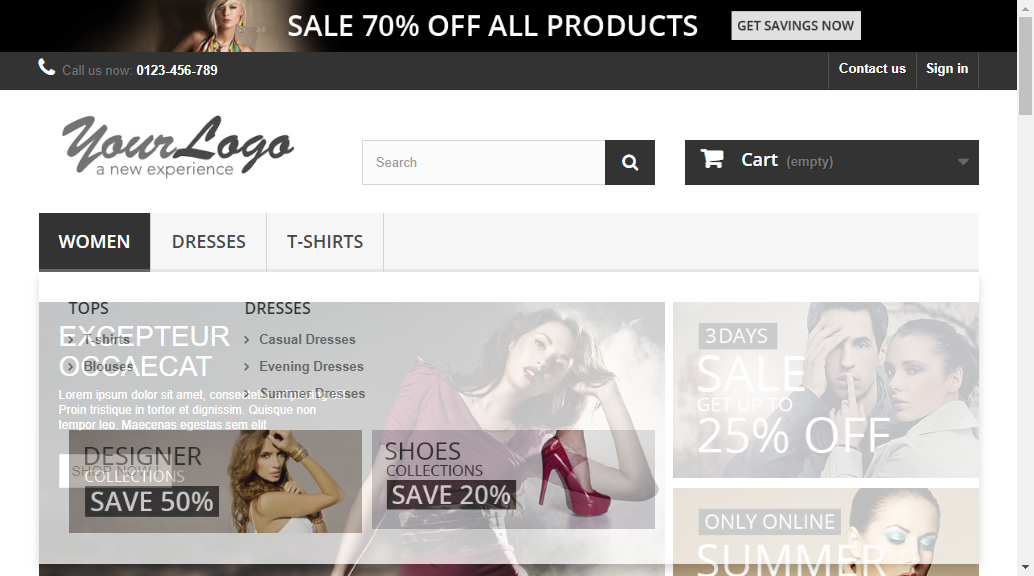 SALE 70% OFF ALL PRODUCTS
GET SAVINGS NOW
Call us now: 0123-456-789
Contact us
Sign in
YourLogo
a new experience
Search
Cart (empty)
WOMEN
DRESSES
T-SHIRTS
TOPS
T-shirts
Blouses
DRESSES
Casual Dresses
Evening Dresses
Summer Dresses
EXCEPTEUR
OCCAECAT
Lorem ipsum dolor sit amet, consectetur adipiscing elit.
Proin tristique in tortor et dignissim. Quisque non
tempor leo. Maecenas egestas sem elit
SHOP NOW !
DESIGNER
COLLECTIONS
SAVE 50%
SHOES
COLLECTIONS
SAVE 20%
3 DAYS
SALE
GET UP TO
25% OFF
ONLY ONLINE
SUMMER